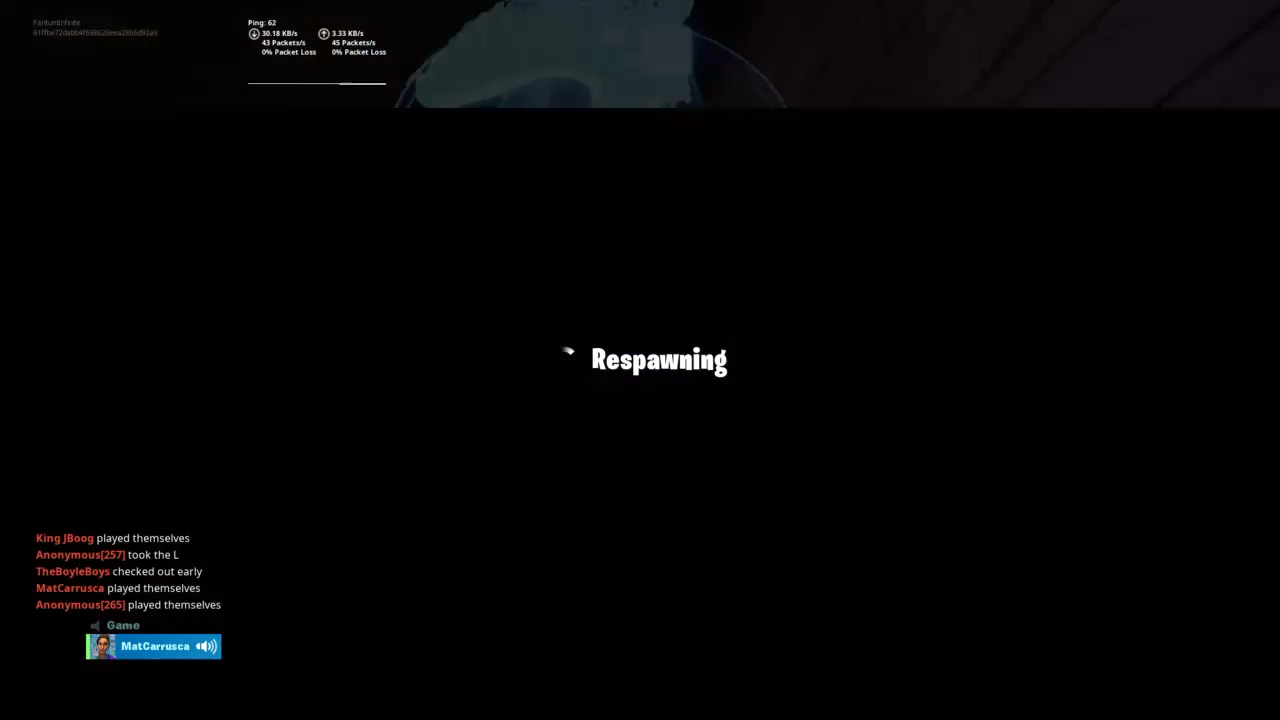 FantumInfinite
Ping: 62
30.18 KB/s 3.33 KB/s
43 Packets/s 45 Packets/s
0% Packet Loss 0% Packet Loss
Respawning
King JBoog played themselves
Anonymous[257] took the L
TheBoyleBoys checked out early
MatCarrusca played themselves
Anonymous[265] played themselves
Game
MatCarrusca